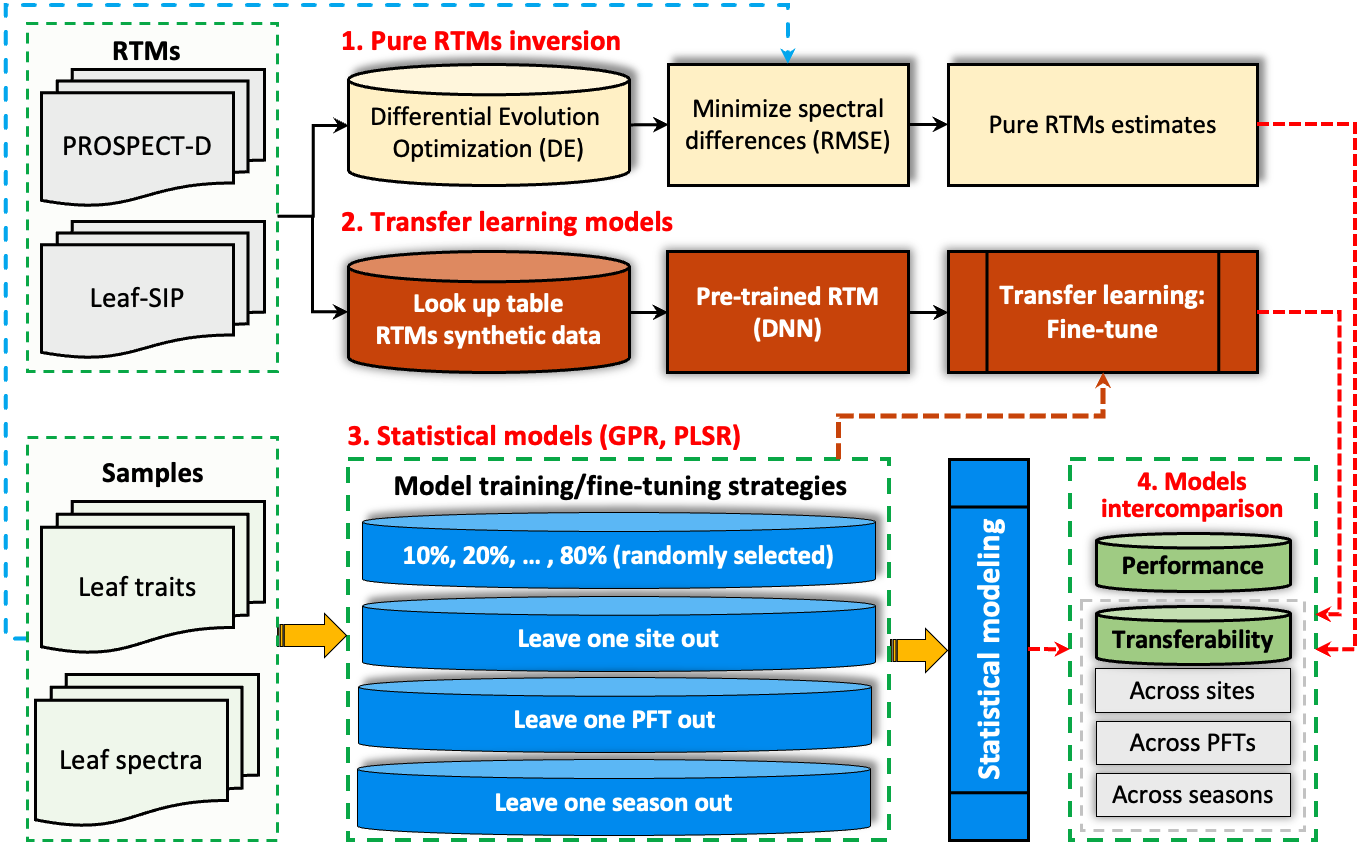 RTMs
PROSPECT-D
Leaf-SIP
1. Pure RTMs inversion
Differential Evolution
Optimization (DE)
Minimize spectral
differences (RMSE)
Pure RTMs estimates
2. Transfer learning models
Look up table
RTMs synthetic data
Pre-trained RTM
(DNN)
Transfer learning:
Fine-tune
Samples
Leaf traits
Leaf spectra
3. Statistical models (GPR, PLSR)
Model training/fine-tuning strategies
10%, 20%, ... , 80% (randomly selected)
Leave one site out
Leave one PFT out
Leave one season out
Statistical modeling
4. Models
intercomparison
Performance
Transferability
Across sites
Across PFTs
Across seasons